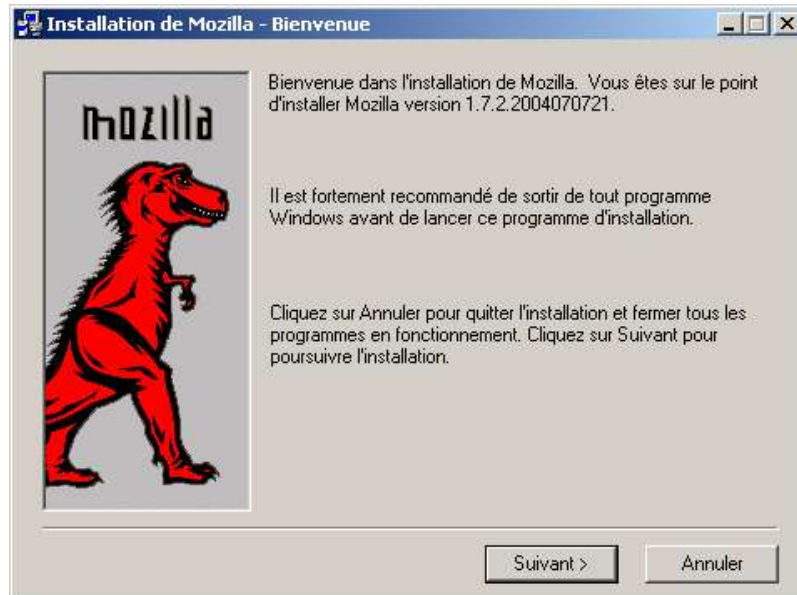 Installation de Mozilla - Bienvenue
mozilla
Bienvenue dans l'installation de Mozilla. Vous êtes sur le point
d'installer Mozilla version 1.7.2.2004070721.
Il est fortement recommandé de sortir de tout programme
Windows avant de lancer ce programme d'installation.
Cliquez sur Annuler pour quitter l'installation et fermer tous les
programmes en fonctionnement. Cliquez sur Suivant pour
poursuivre l'installation.
Suivant >
Annuler